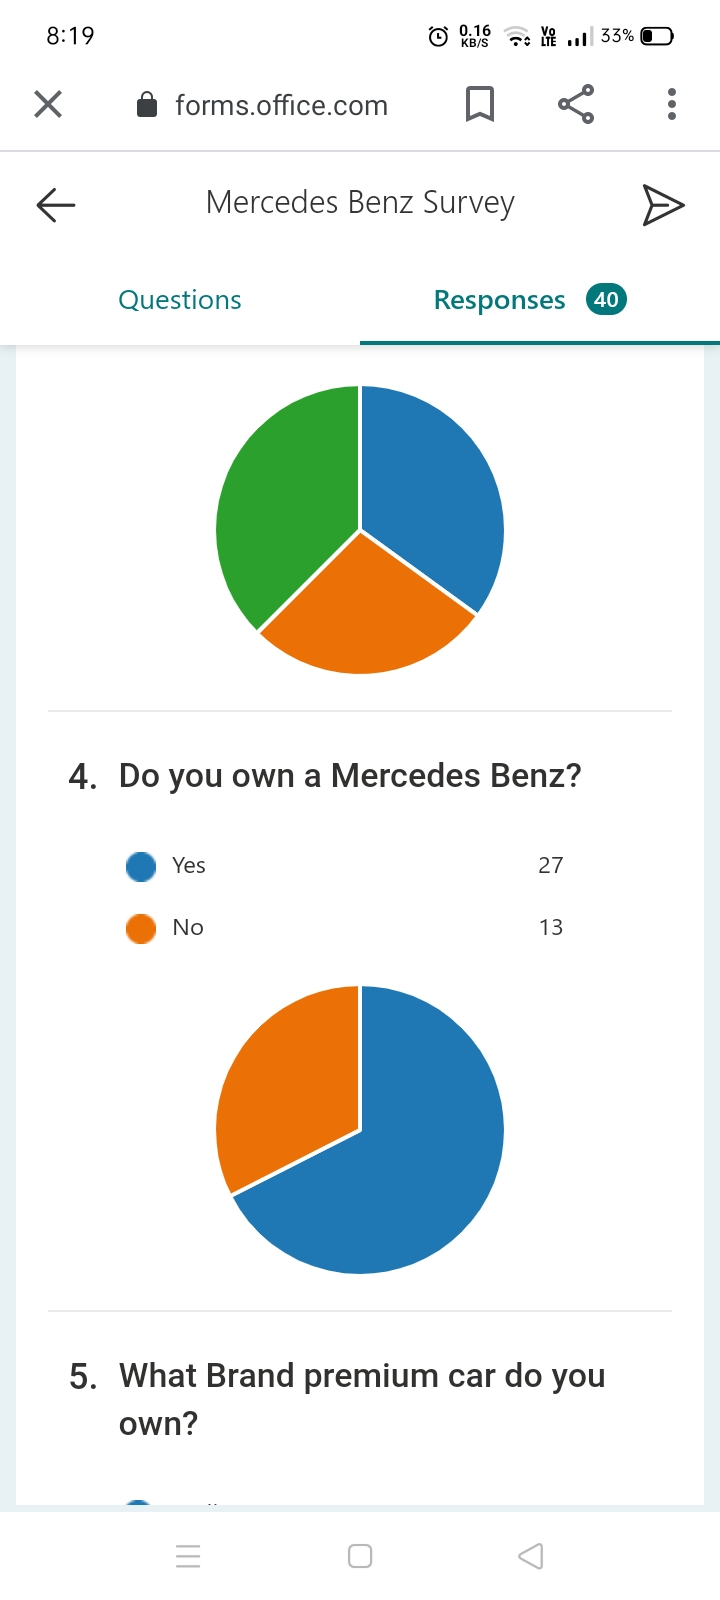 8:19
0.16 KB/S
Vo LTE
33%
forms.office.com
Mercedes Benz Survey
Questions
Responses 40
4. Do you own a Mercedes Benz?
Yes 27
No 13
5. What Brand premium car do you
own?